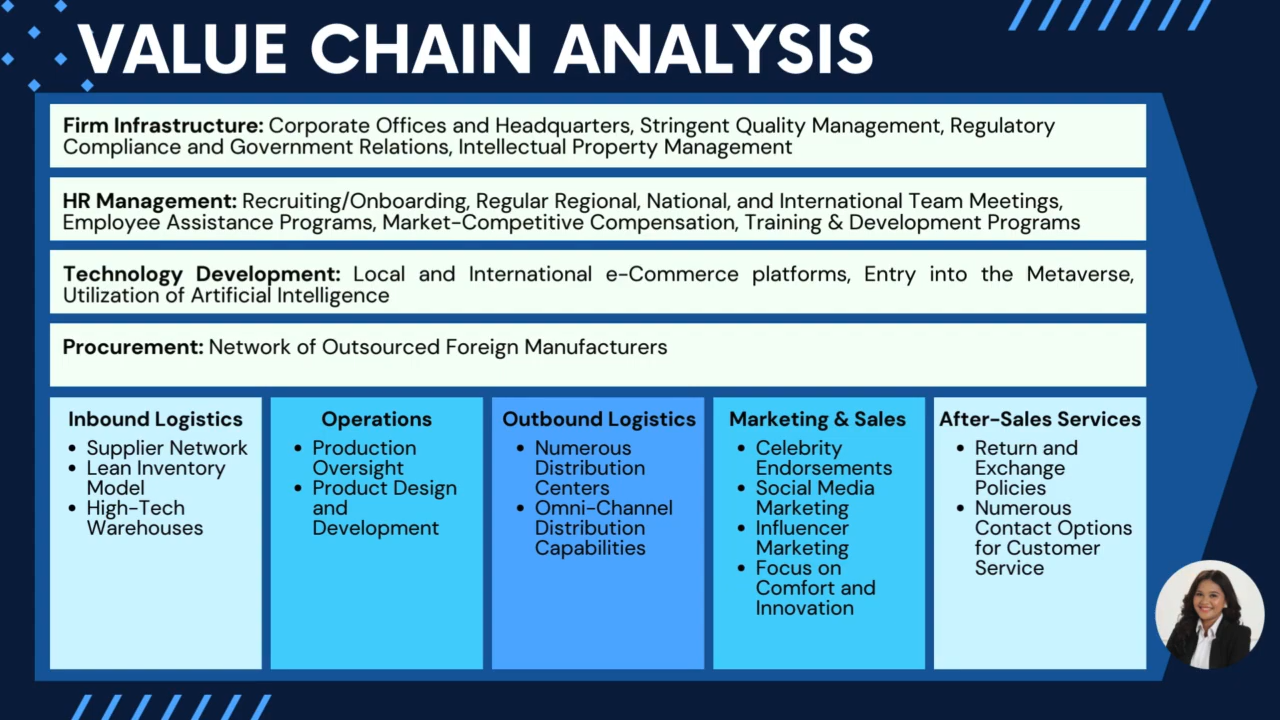 VALUE CHAIN ANALYSIS
Firm Infrastructure: Corporate Offices and Headquarters, Stringent Quality Management, Regulatory
Compliance and Government Relations, Intellectual Property Management
HR Management: Recruiting/Onboarding, Regular Regional, National, and International Team Meetings,
Employee Assistance Programs, Market-Competitive Compensation, Training & Development Programs
Technology Development: Local and International e-Commerce platforms, Entry into the Metaverse,
Utilization of Artificial Intelligence
Procurement: Network of Outsourced Foreign Manufacturers
Inbound Logistics
• Supplier Network
• Lean Inventory
Model
• High-Tech
Warehouses
Operations
• Production
Oversight
• Product Design
and
Development
Outbound Logistics
• Numerous
Distribution
Centers
• Omni-Channel
Distribution
Capabilities
Marketing & Sales
• Celebrity
Endorsements
• Social Media
Marketing
• Influencer
Marketing
• Focus on
Comfort and
Innovation
After-Sales Services
• Return and
Exchange
Policies
• Numerous
Contact Options
for Customer
Service